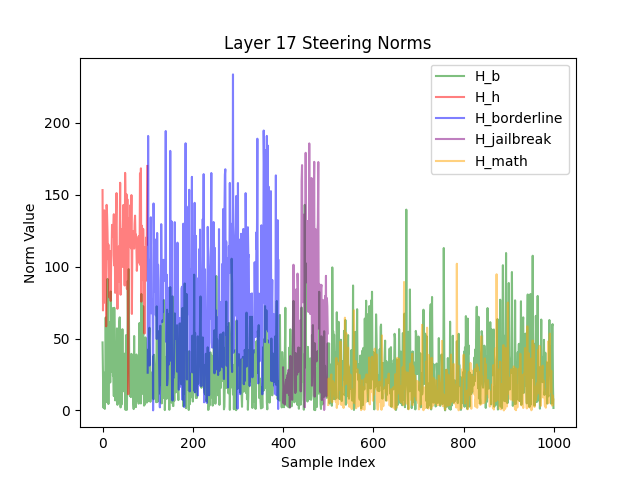 Layer 17 Steering Norms
H_b
H_h
H_borderline
H_jailbreak
H_math
Norm Value
200
150
100
50
0
0
200
400
600
800
1000
Sample Index